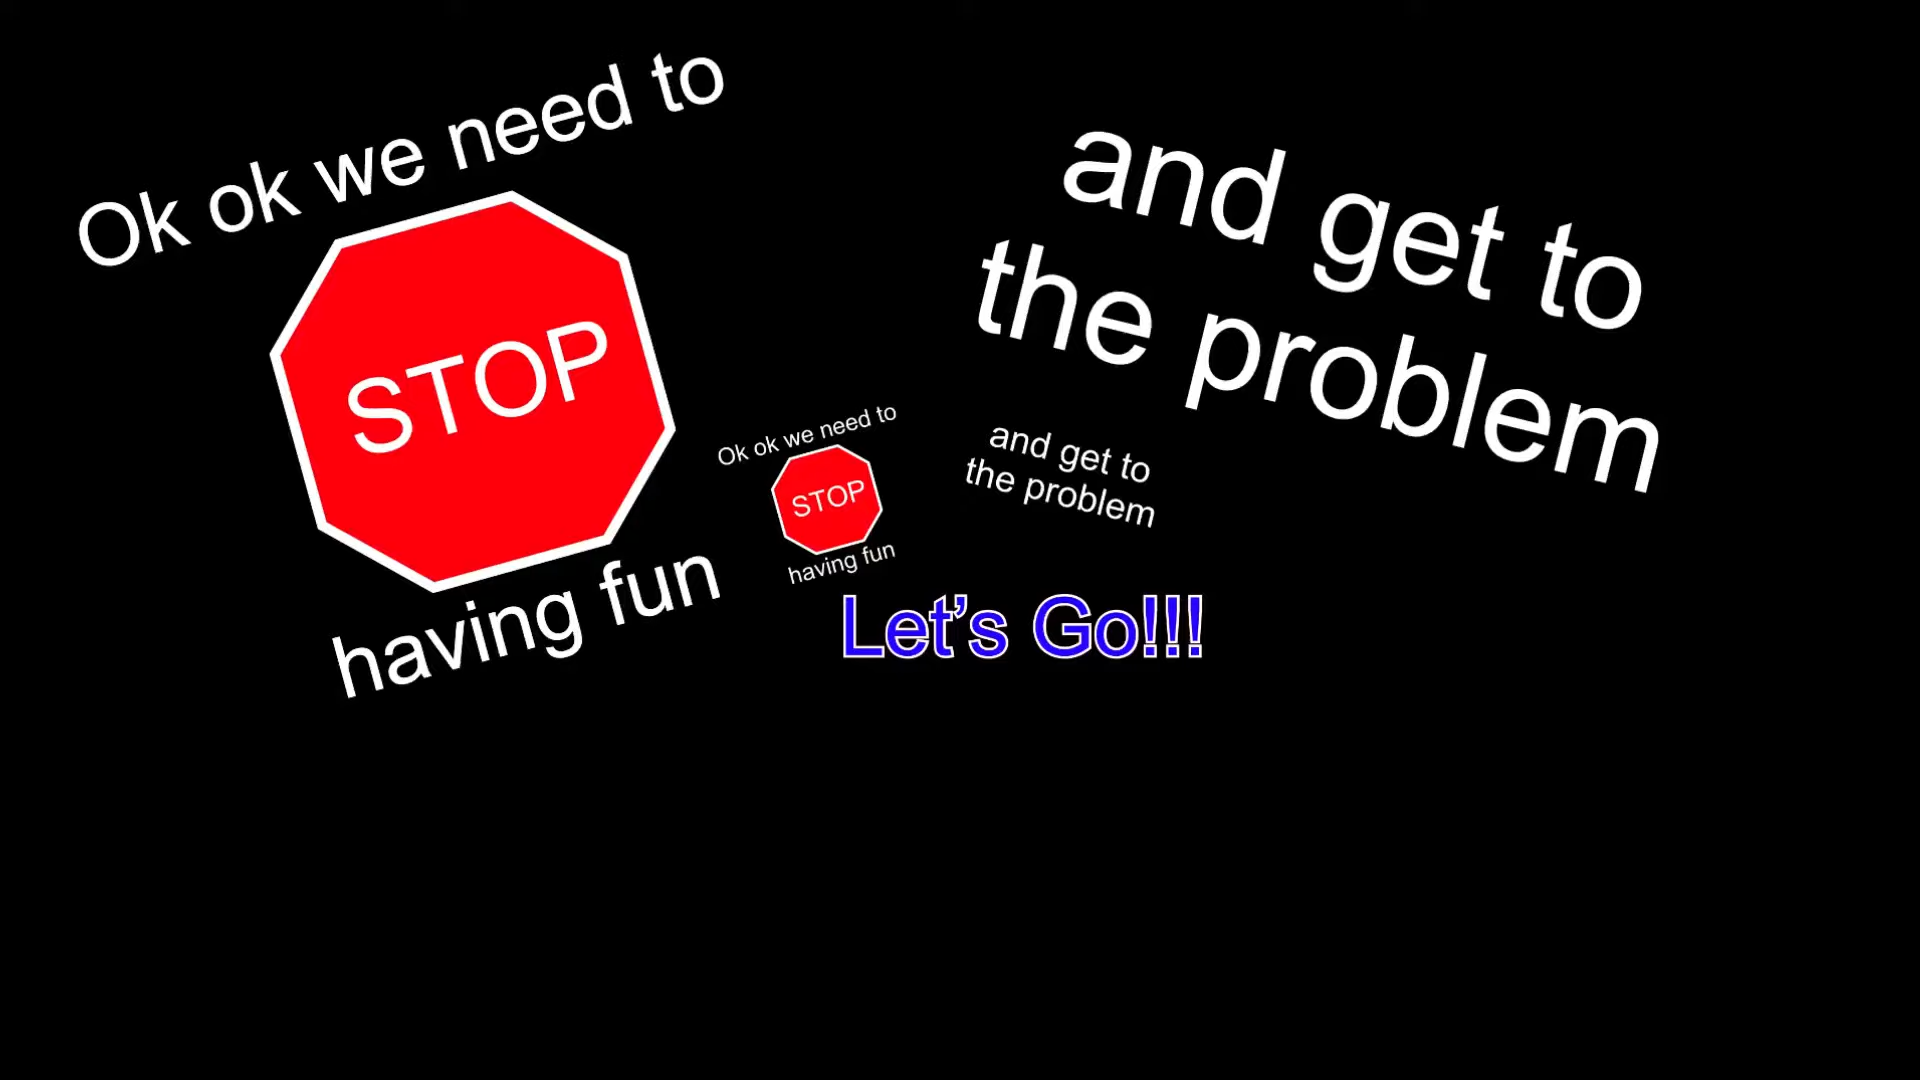 Ok ok we need to
STOP
having fun
and get to
the problem
Ok ok we need to
STOP
having fun
and get to
the problem
Let’s Go!!!